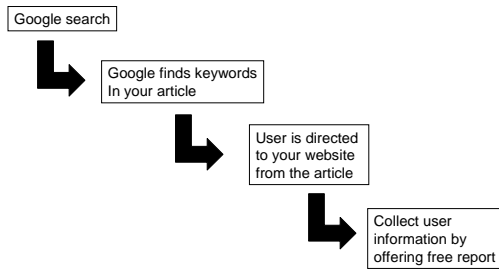 Google search
Google finds keywords
In your article
User is directed
to your website
from the article
Collect user
information by
offering free report